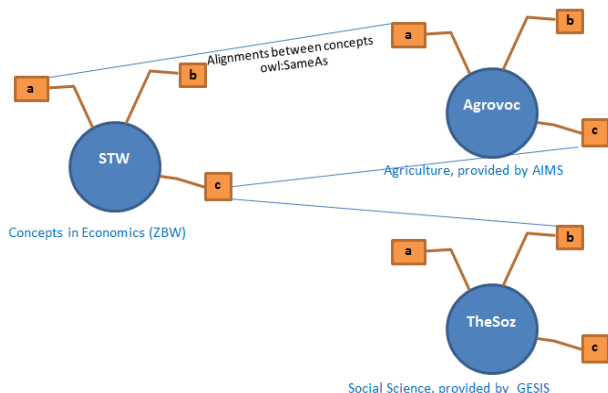 a
b
Alignments between concepts
owl:SameAs
a
b
STW
Agrovoc
c
c
Agriculture, provided by AIMS
Concepts in Economics (ZBW)
a
b
TheSoz
c
Social Science, provided by GESIS